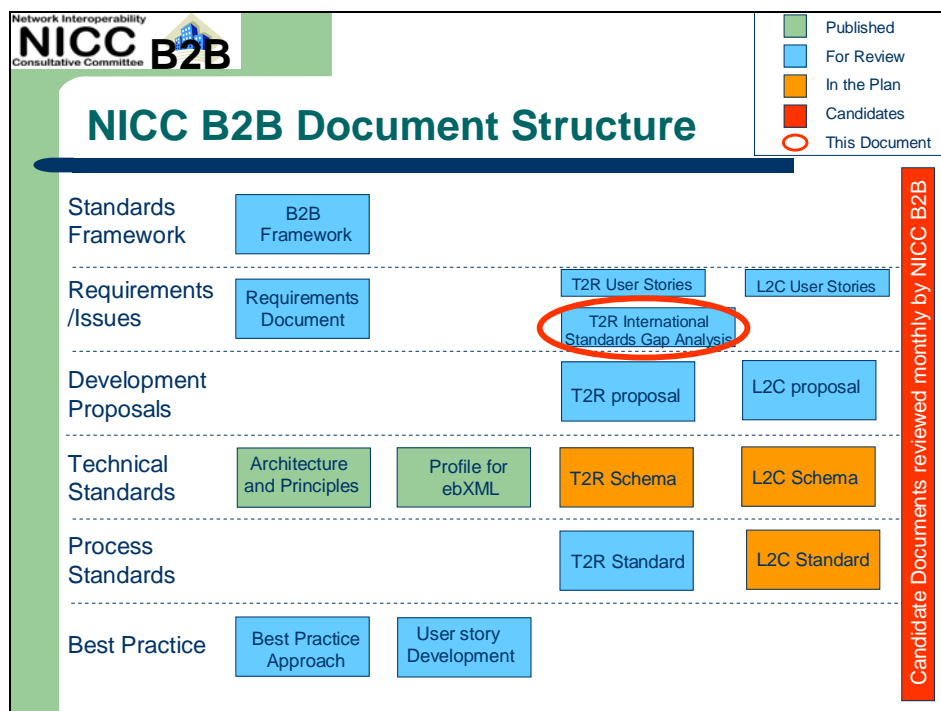 Network Interoperability
NICC
Consultative Committee
B2B
Published
For Review
In the Plan
Candidates
This Document
NICC B2B Document Structure
Standards
Framework
B2B
Framework
Requirements
/Issues
Requirements
Document
T2R User Stories
L2C User Stories
T2R International
Standards Gap Analysis
Development
Proposals
T2R proposal
L2C proposal
Technical
Standards
Architecture
and Principles
Profile for
ebXML
T2R Schema
L2C Schema
Process
Standards
T2R Standard
L2C Standard
Best Practice
Best Practice
Approach
User story
Development
Candidate Documents reviewed monthly by NICC B2B